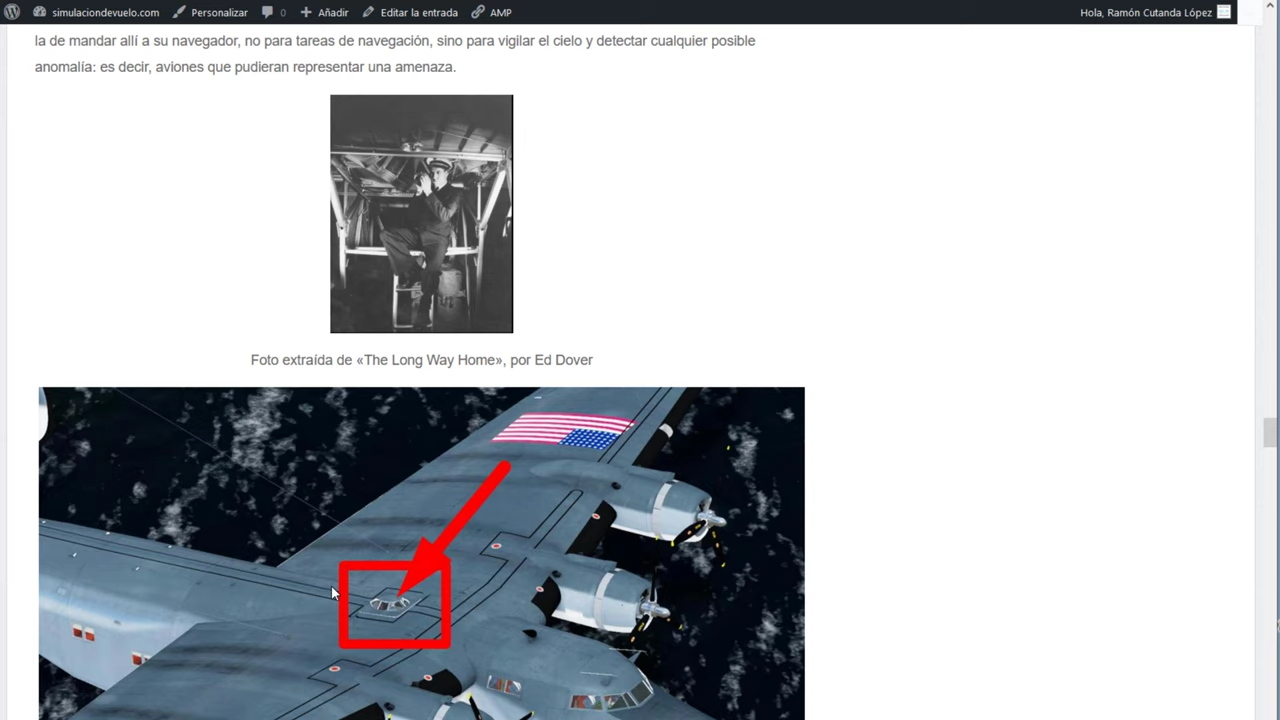 simulaciondevuelo.com Personalizar 0 Añadir Editar la entrada AMP Hola, Ramón Cutanda López
la de mandar allí a su navegador, no para tareas de navegación, sino para vigilar el cielo y detectar cualquier posible
anomalía: es decir, aviones que pudieran representar una amenaza.
Foto extraída de «The Long Way Home», por Ed Dover